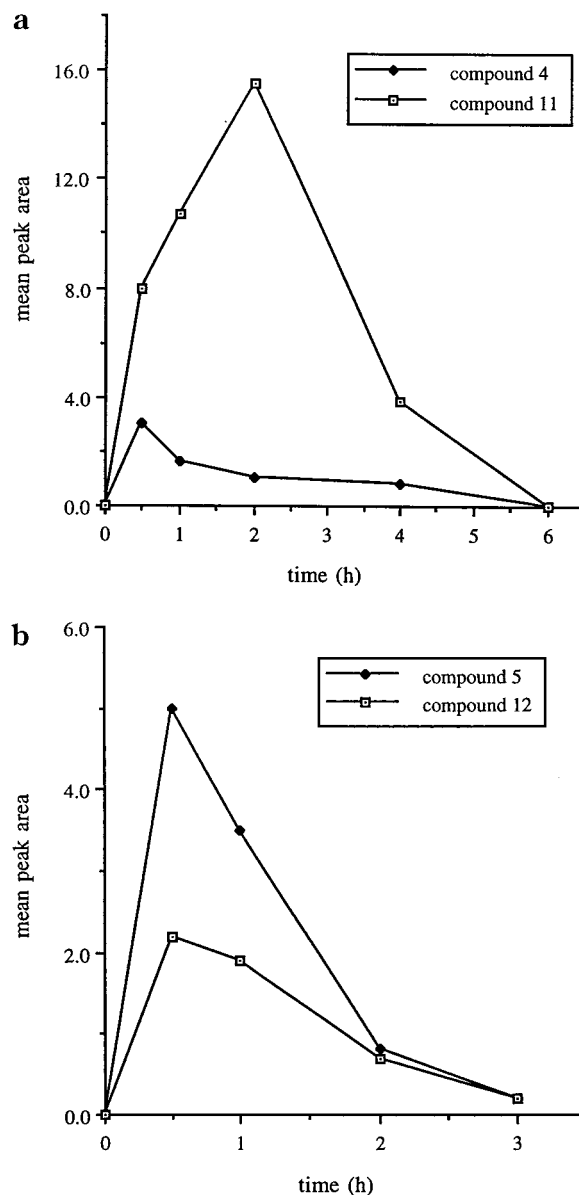 a
16.0
12.0
8.0
4.0
0.0
mean peak area
compound 4
compound 11
0 1 2 3 4 5 6
time (h)
b
6.0
4.0
2.0
0.0
mean peak area
compound 5
compound 12
0 1 2 3
time (h)